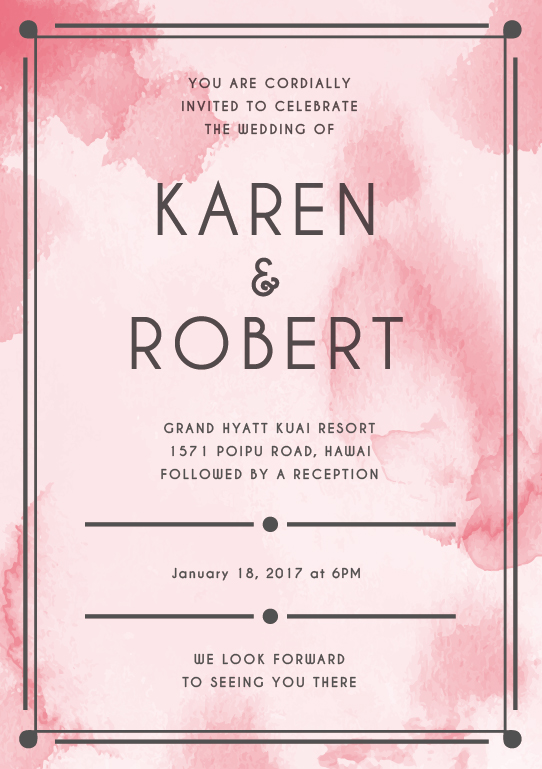 YOU ARE CORDIALLY
INVITED TO CELEBRATE
THE WEDDING OF
KAREN
&
ROBERT
GRAND HYATT KUAI RESORT
1571 POIPU ROAD, HAWAI
FOLLOWED BY A RECEPTION
January 18, 2017 at 6PM
WE LOOK FORWARD
TO SEEING YOU THERE